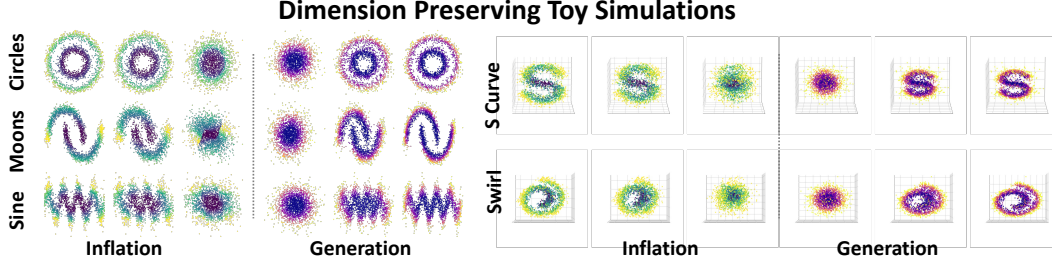 Dimension Preserving Toy Simulations
Circles
Moons
Sine
Inflation
Generation
S Curve
Swirl
Inflation
Generation